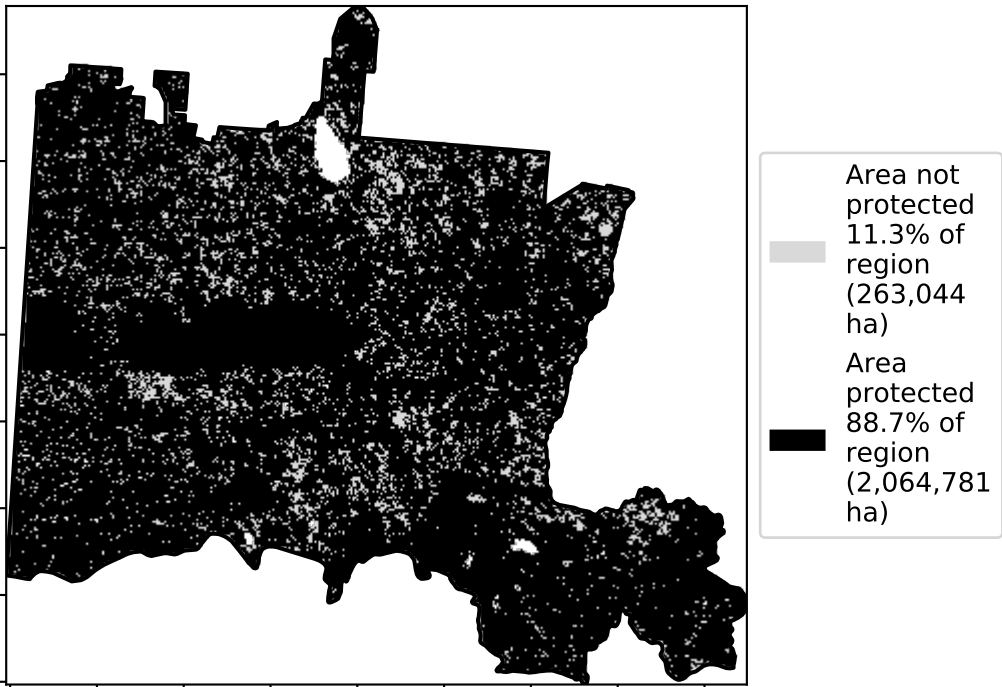 Area not
protected
11.3% of
region
(263,044
ha)
Area
protected
88.7% of
region
(2,064,781
ha)